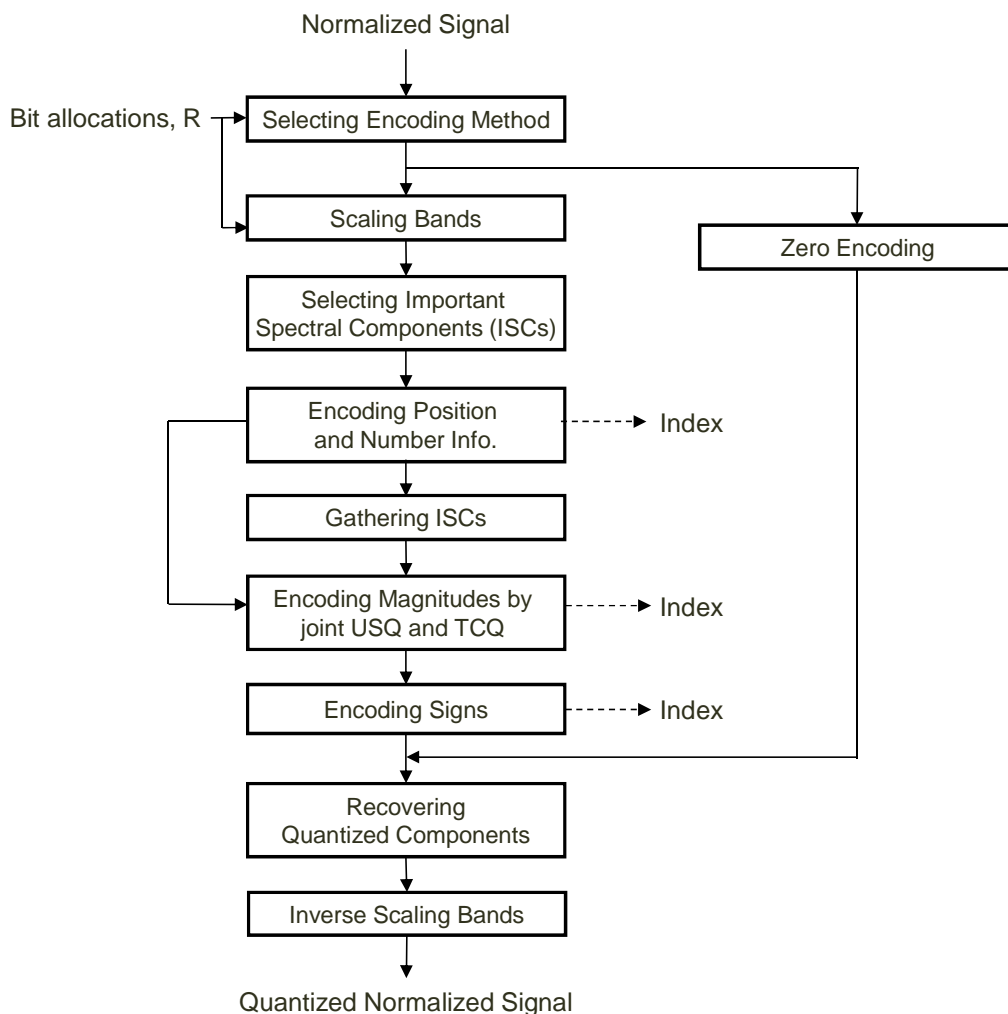 Normalized Signal
Bit allocations, R
Selecting Encoding Method
Scaling Bands
Zero Encoding
Selecting Important
Spectral Components (ISCs)
Encoding Position
and Number Info.
Index
Gathering ISCs
Encoding Magnitudes by
joint USQ and TCQ
Index
Encoding Signs
Index
Recovering
Quantized Components
Inverse Scaling Bands
Quantized Normalized Signal